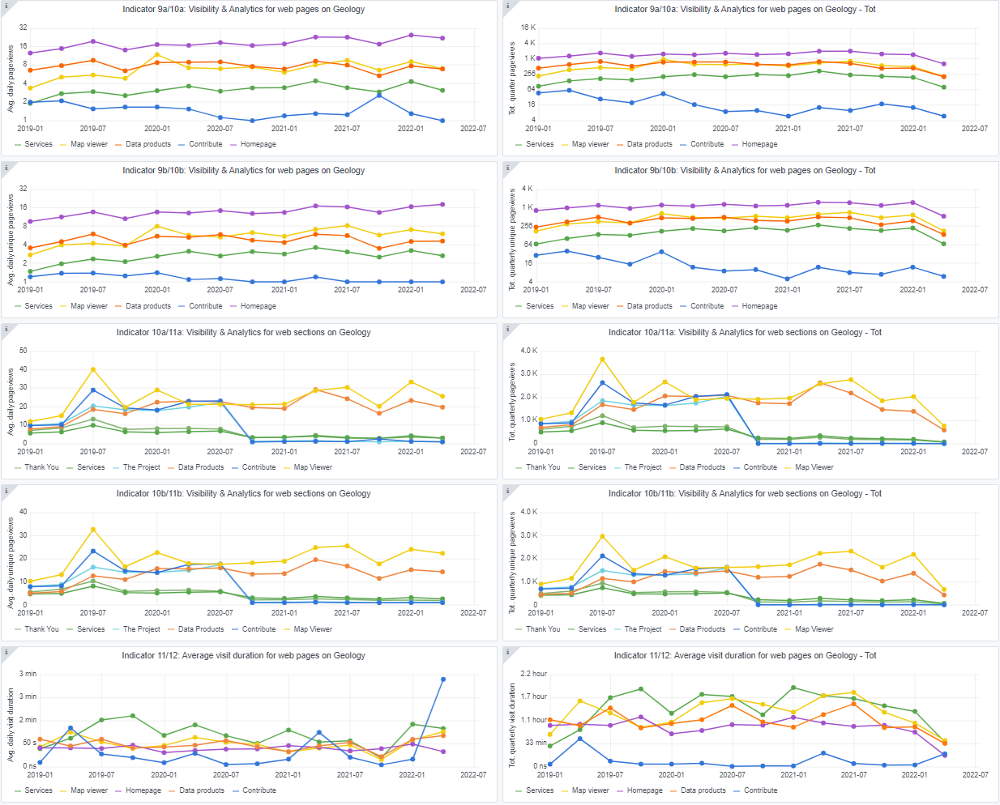 Indicator 9a/10a: Visibility & Analytics for web pages on Geology
Avg. daily pageviews
32
16
8
4
2
1
2019-01 2019-07 2020-01 2020-07 2021-01 2021-07 2022-01 2022-07
Services Map viewer Data products Contribute Homepage
Indicator 9a/10a: Visibility & Analytics for web pages on Geology - Tot
Tot. quarter pageviews
16 K
4 K
1 K
256
64
16
4
2019-01 2019-07 2020-01 2020-07 2021-01 2021-07 2022-01 2022-07
Services Map viewer Data products Contribute Homepage
Indicator 9b/10b: Visibility & Analytics for web pages on Geology
Avg. daily unique pageviews
32
16
8
4
2
1
2019-01 2019-07 2020-01 2020-07 2021-01 2021-07 2022-01 2022-07
Services Map viewer Data products Contribute Homepage
Indicator 9b/10b: Visibility & Analytics for web pages on Geology - Tot
Tot. quarterly unique pageviews
4 K
1 K
256
64
16
4
2019-01 2019-07 2020-01 2020-07 2021-01 2021-07 2022-01 2022-07
Services Map viewer Data products Contribute Homepage
Indicator 10a/11a: Visibility & Analytics for web sections on Geology
Avg. daily pageviews
50
40
30
20
10
0
2019-01 2019-07 2020-01 2020-07 2021-01 2021-07 2022-01 2022-07
Thank You Services The Project Data Products Contribute Map Viewer
Indicator 10a/11a: Visibility & Analytics for web sections on Geology - Tot
Tot. quarterly pageviews
4.0 K
3.0 K
2.0 K
1.0 K
0
2019-01 2019-07 2020-01 2020-07 2021-01 2021-07 2022-01 2022-07
Thank You Services The Project Data Products Contribute Map Viewer
Indicator 10b/11b: Visibility & Analytics for web sections on Geology
Avg. daily unique pageviews
40
30
20
10
0
2019-01 2019-07 2020-01 2020-07 2021-01 2021-07 2022-01 2022-07
Thank You Services The Project Data Products Contribute Map Viewer
Indicator 10b/11b: Visibility & Analytics for web sections on Geology - Tot
Tot. quarterly unique pageviews
4.0 K
3.0 K
2.0 K
1.0 K
0
2019-01 2019-07 2020-01 2020-07 2021-01 2021-07 2022-01 2022-07
Thank You Services The Project Data Products Contribute Map Viewer
Indicator 11/12: Average visit duration for web pages on Geology
Avg. daily visit duration
3 min
3 min
2 min
50 s
0 ns
2019-01 2019-07 2020-01 2020-07 2021-01 2021-07 2022-01 2022-07
Services Map viewer Homepage Data products Contribute
Indicator 11/12: Average visit duration for web pages on Geology - Tot
Tot. quarterly visit duration
2.2 hour
1.7 hour
1.1 hour
33 min
0 ns
2019-01 2019-07 2020-01 2020-07 2021-01 2021-07 2022-01 2022-07
Services Map viewer Homepage Data products Contribute